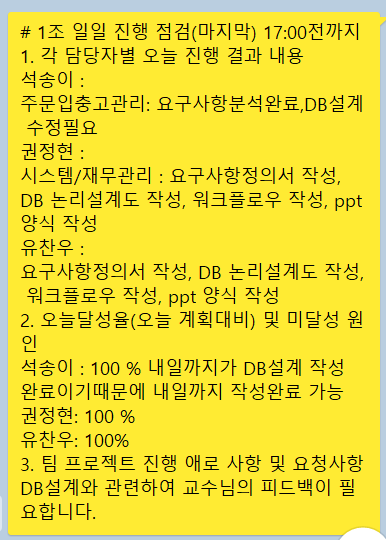 # 1조 일일 진행 점검(마지막) 17:00전까지
1. 각 담당자별 오늘 진행 결과 내용
석송이 :
주문입출고관리: 요구사항분석완료,DB설계
수정필요
권정현 :
시스템/재무관리 : 요구사항정의서 작성,
DB 논리설계도 작성, 워크플로우 작성, ppt
양식 작성
유찬우 :
요구사항정의서 작성, DB 논리설계도 작성,
워크플로우 작성, ppt 양식 작성
2. 오늘달성율(오늘 계획대비) 및 미달성 원
인
석송이 : 100 % 내일까지가 DB설계 작성
완료이기때문에 내일까지 작성완료 가능
권정현: 100 %
유찬우: 100%
3. 팀 프로젝트 진행 애로 사항 및 요청사항
DB설계와 관련하여 교수님의 피드백이 필
요합니다.